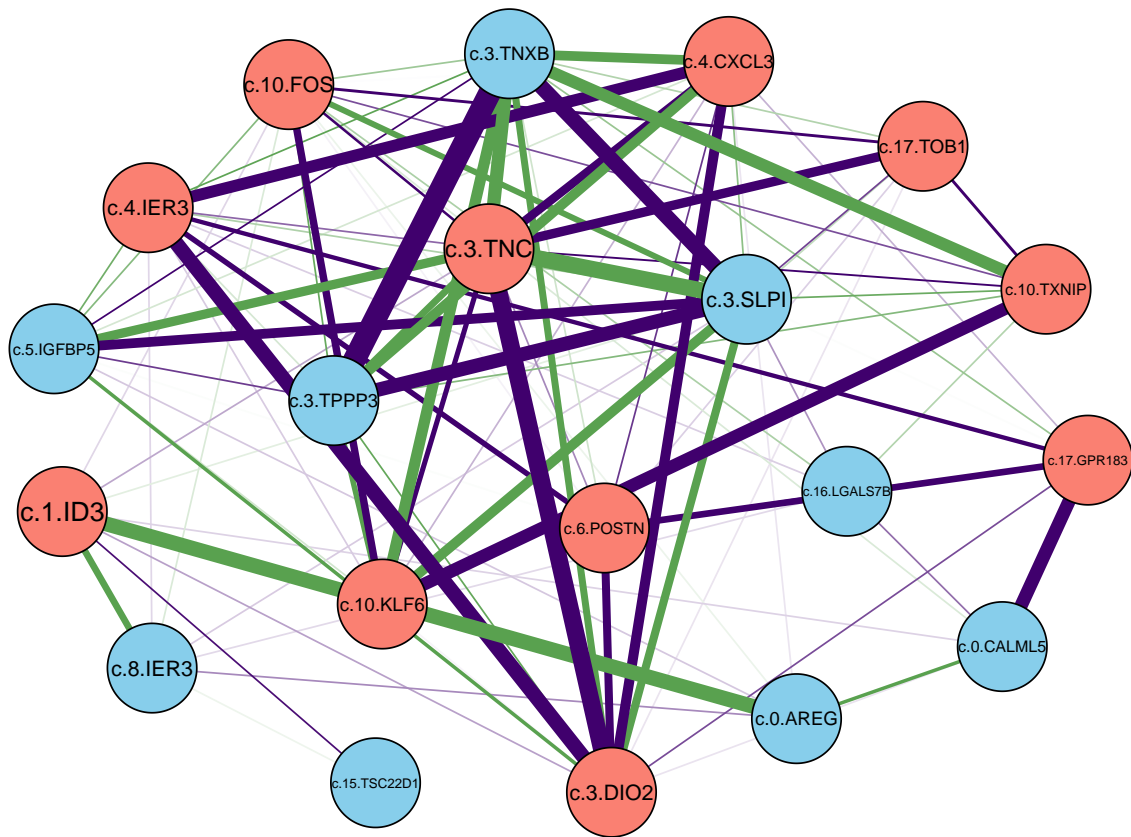 c.3.TNXB
c.4.CXCL3
c.10.FOS
c.17.TOB1
c.4.IER3
c.3.TNC
c.10.TXNIP
c.3.SLPI
c.5.IGFBP5
c.3.TPPP3
c.17.GPR183
c.16.LGALS7B
c.1.ID3
c.6.POSTN
c.10.KLF6
c.0.CALML5
c.8.IER3
c.0.AREG
c.15.TSC22D1
c.3.DIO2